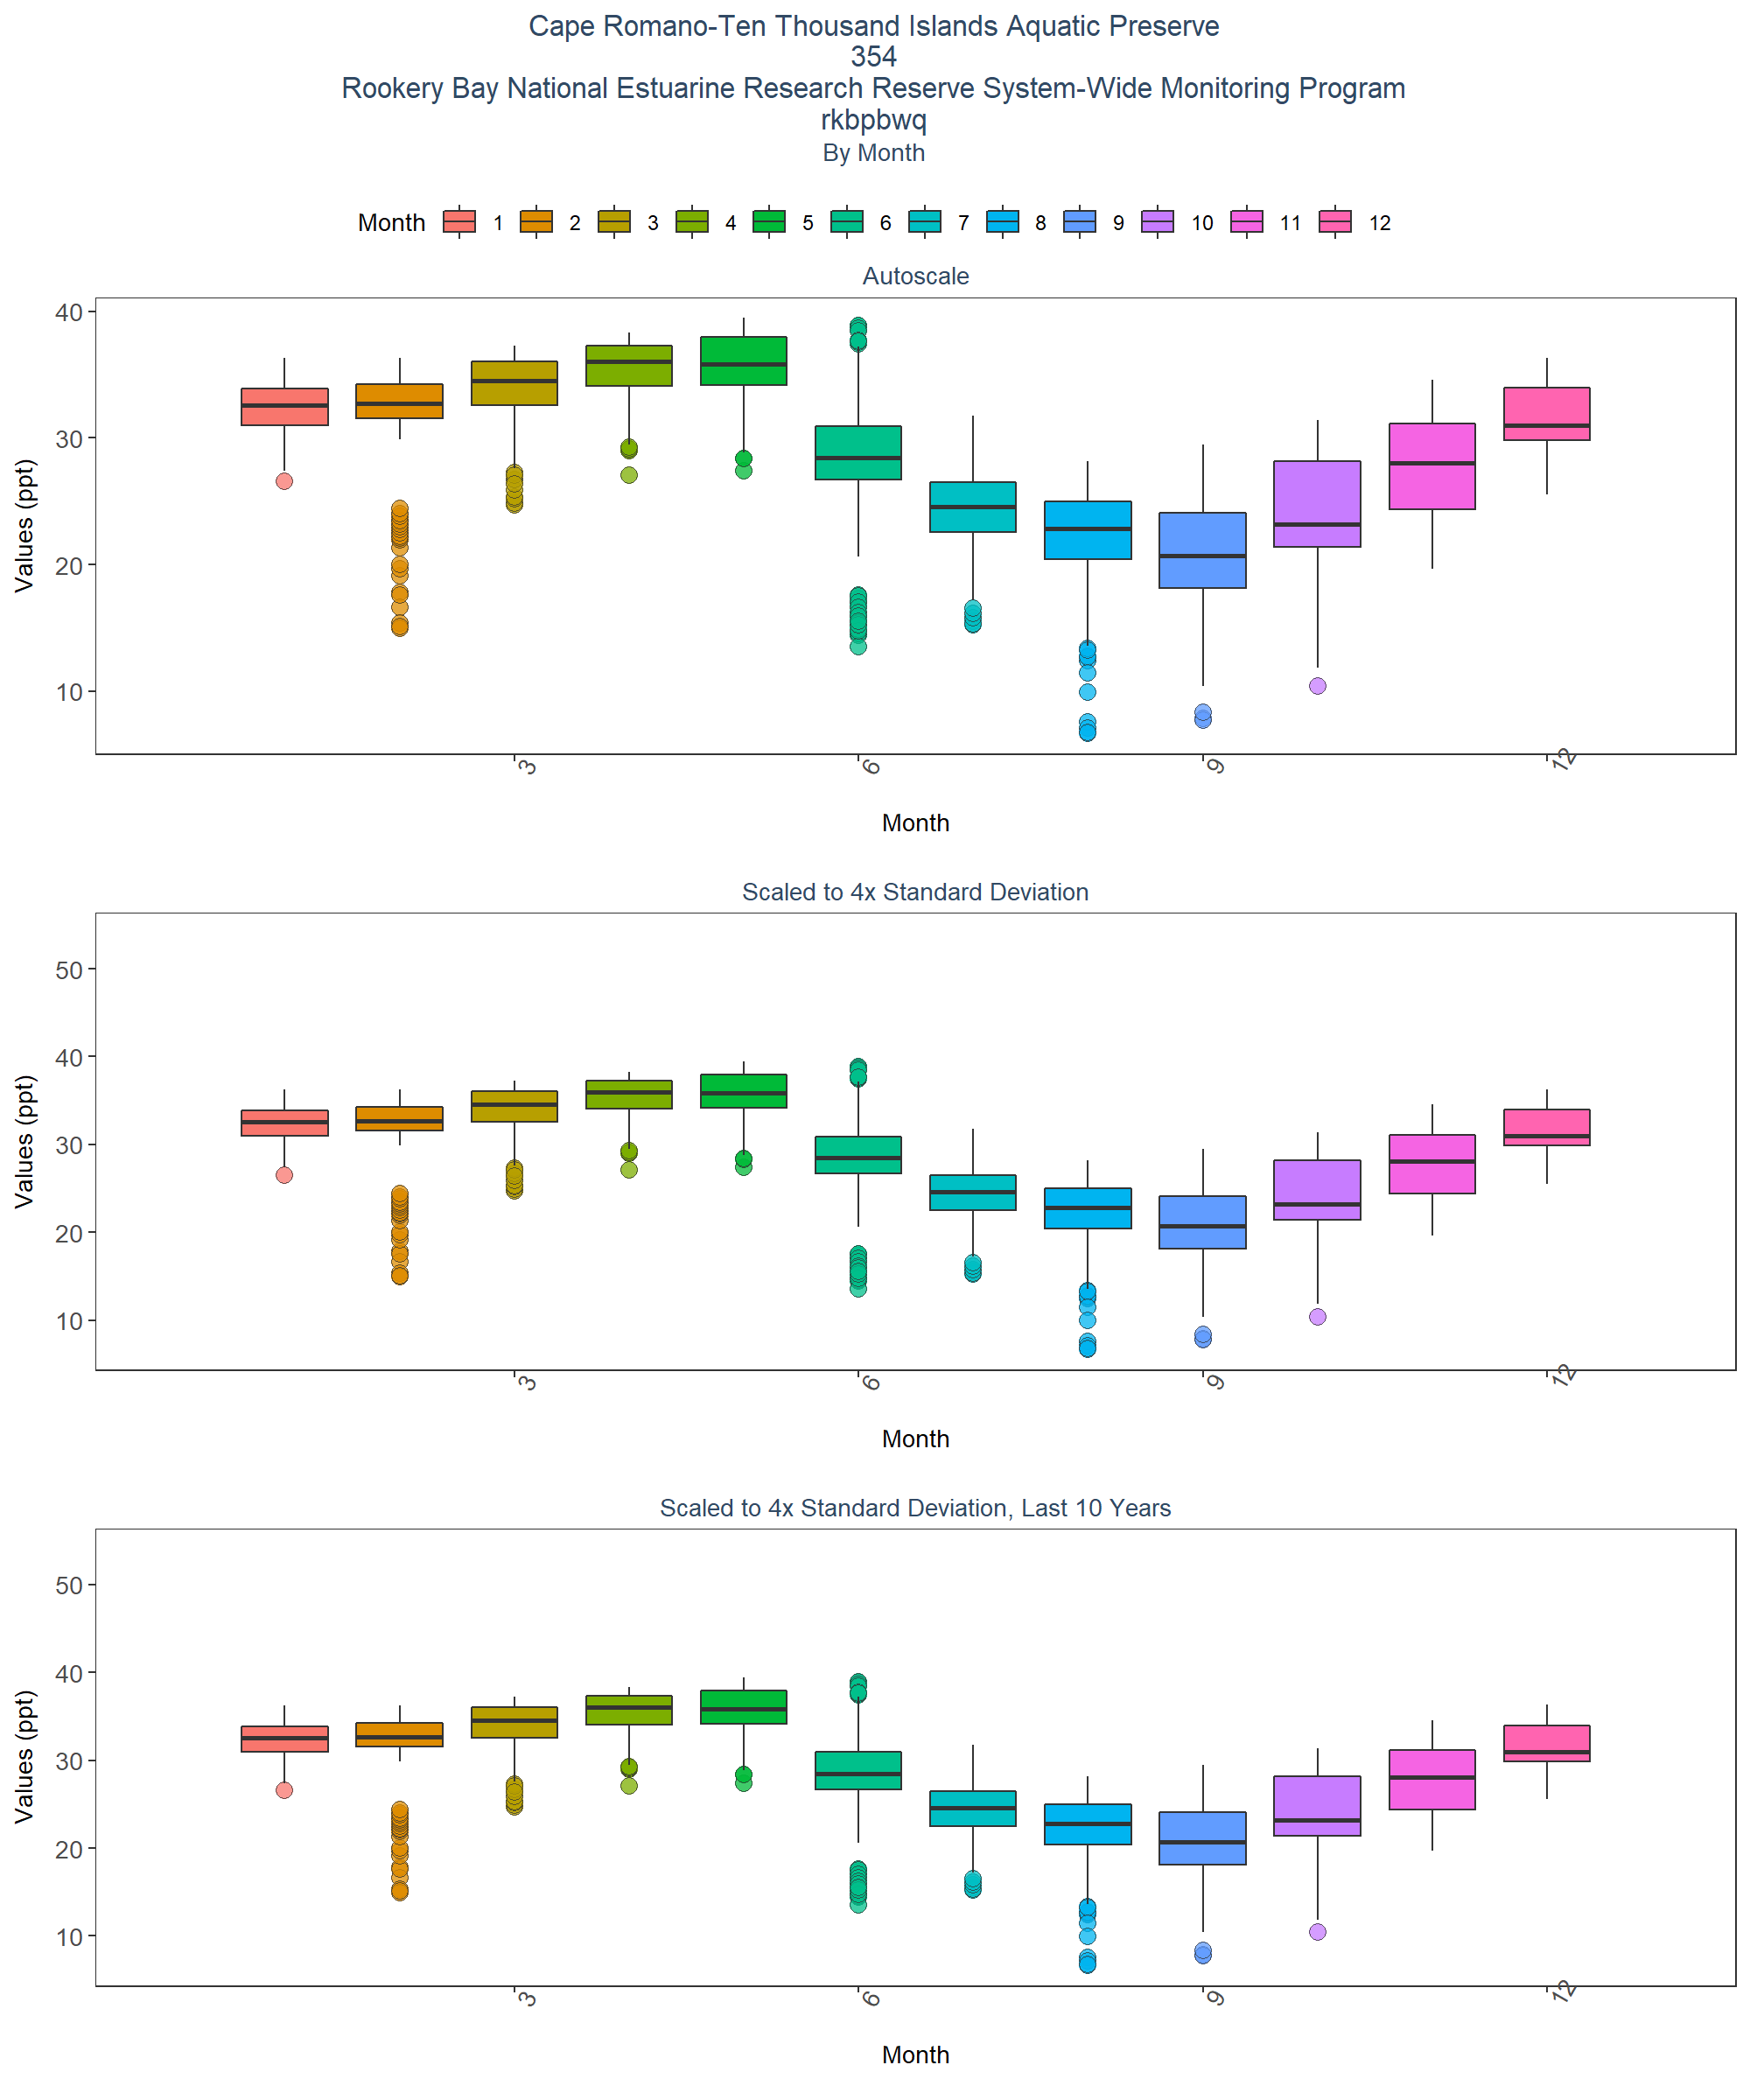 Cape Romano-Ten Thousand Islands Aquatic Preserve
354
Rookery Bay National Estuarine Research Reserve System-Wide Monitoring Program
rkbpbwq
By Month
Month 1 2 3 4 5 6 7 8 9 10 11 12
Autoscale
Values (ppt)
40
30
20
10
3 6 9 12
Month
Scaled to 4x Standard Deviation
Values (ppt)
50
40
30
20
10
3 6 9 12
Month
Scaled to 4x Standard Deviation, Last 10 Years
Values (ppt)
50
40
30
20
10
3 6 9 12
Month